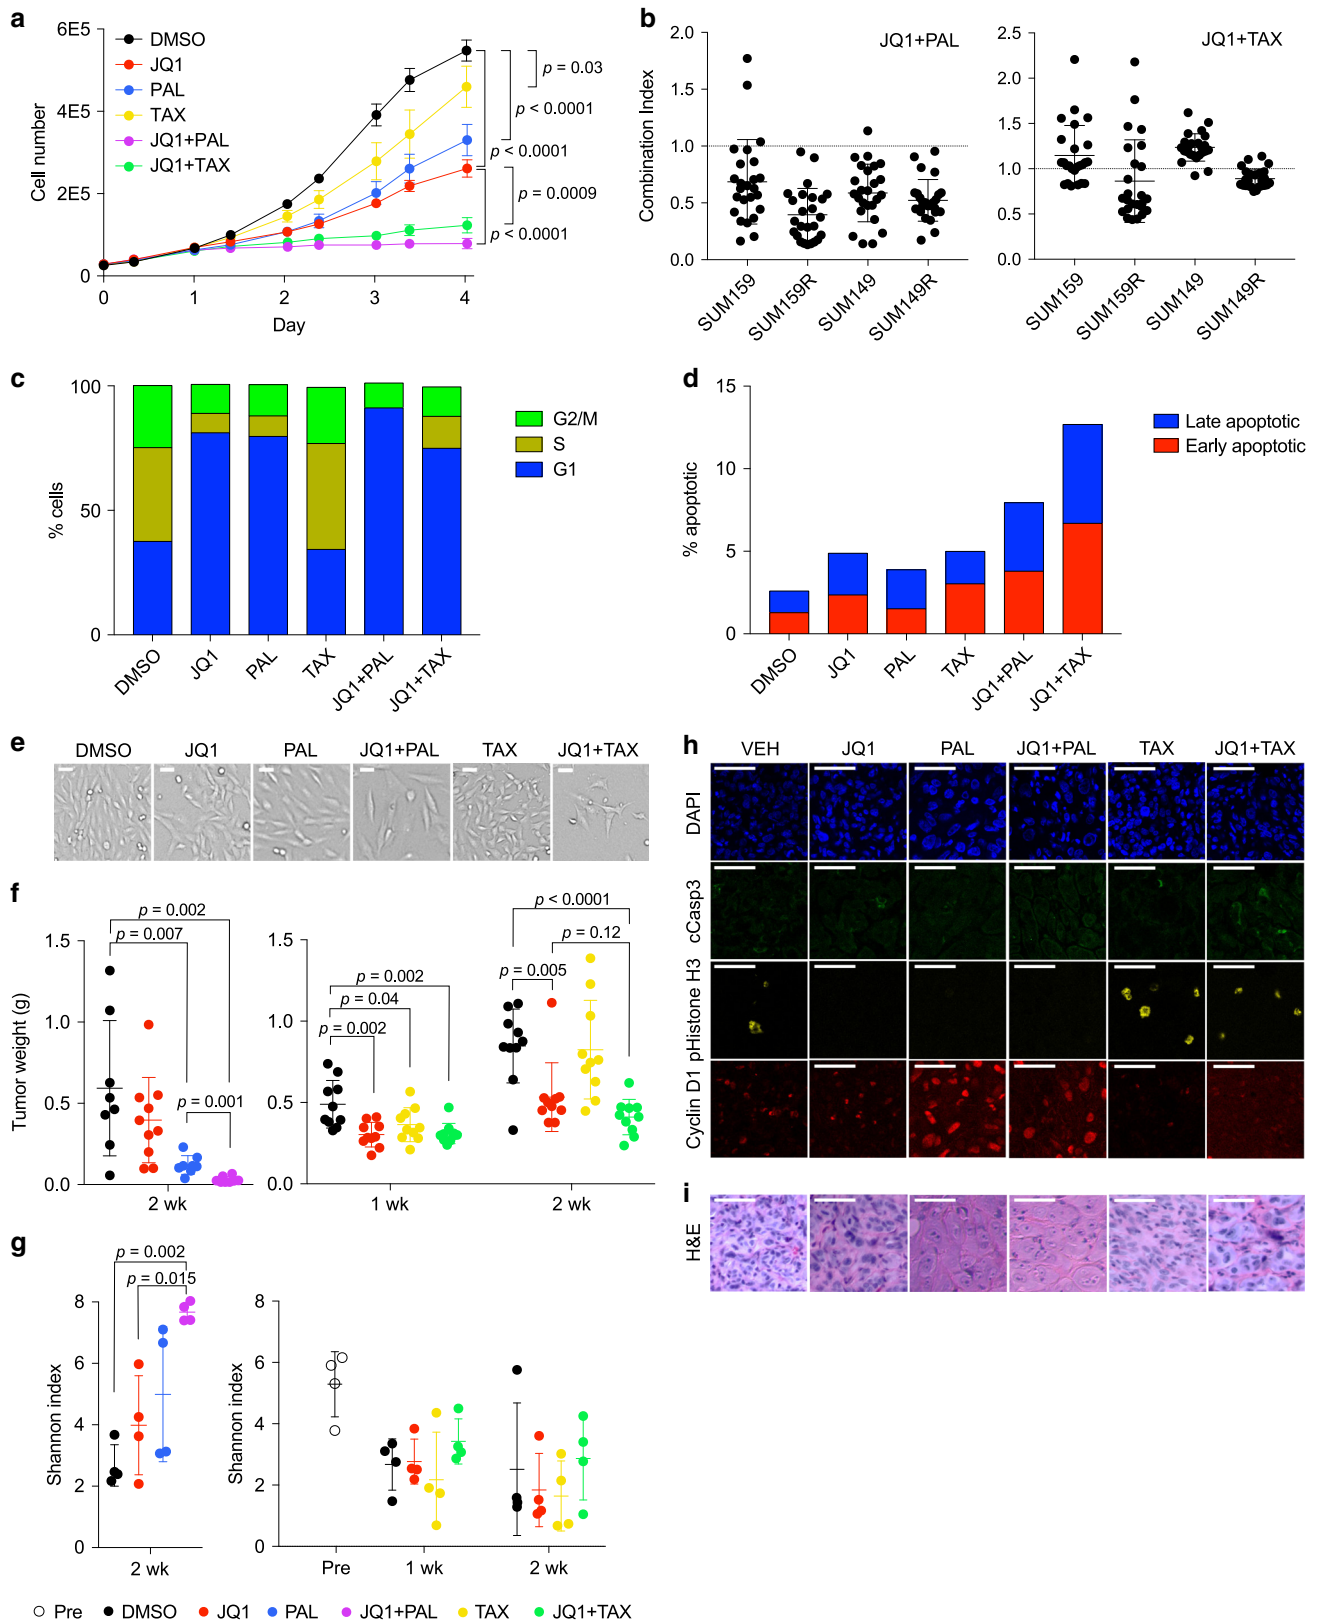 a
6E5
4E5
2E5
0
Cell number
0 1 2 3 4
Day
DMSO
JQ1
PAL
TAX
JQ1+PAL
JQ1+TAX
p = 0.03
p < 0.0001
p < 0.0001
p = 0.0009
p < 0.0001
b
JQ1+PAL
2.0
1.5
1.0
0.5
0.0
Combination Index
SUM159 SUM159R SUM149 SUM149R
JQ1+TAX
2.5
2.0
1.5
1.0
0.5
0.0
SUM159 SUM159R SUM149 SUM149R
c
100
50
0
% cells
DMSO JQ1 PAL TAX JQ1+PAL JQ1+TAX
G2/M
S
G1
d
15
10
5
0
% apoptotic
DMSO JQ1 PAL TAX JQ1+PAL JQ1+TAX
Late apoptotic
Early apoptotic
e
DMSO JQ1 PAL JQ1+PAL TAX JQ1+TAX
f
p = 0.002
p = 0.007
p = 0.001
1.5
1.0
0.5
0.0
Tumor weight (g)
2 wk
1.5
1.0
0.5
0.0
p = 0.002
p = 0.04
p = 0.002
p < 0.0001
p = 0.12
p = 0.005
1 wk 2 wk
g
p = 0.002
p = 0.015
8
6
4
2
0
Shannon index
2 wk
8
6
4
2
0
Shannon index
Pre 1 wk 2 wk
Pre DMSO JQ1 PAL JQ1+PAL TAX JQ1+TAX
h
VEH JQ1 PAL JQ1+PAL TAX JQ1+TAX
DAPI
cCasp3
pHistone H3
Cyclin D1
i
H&E